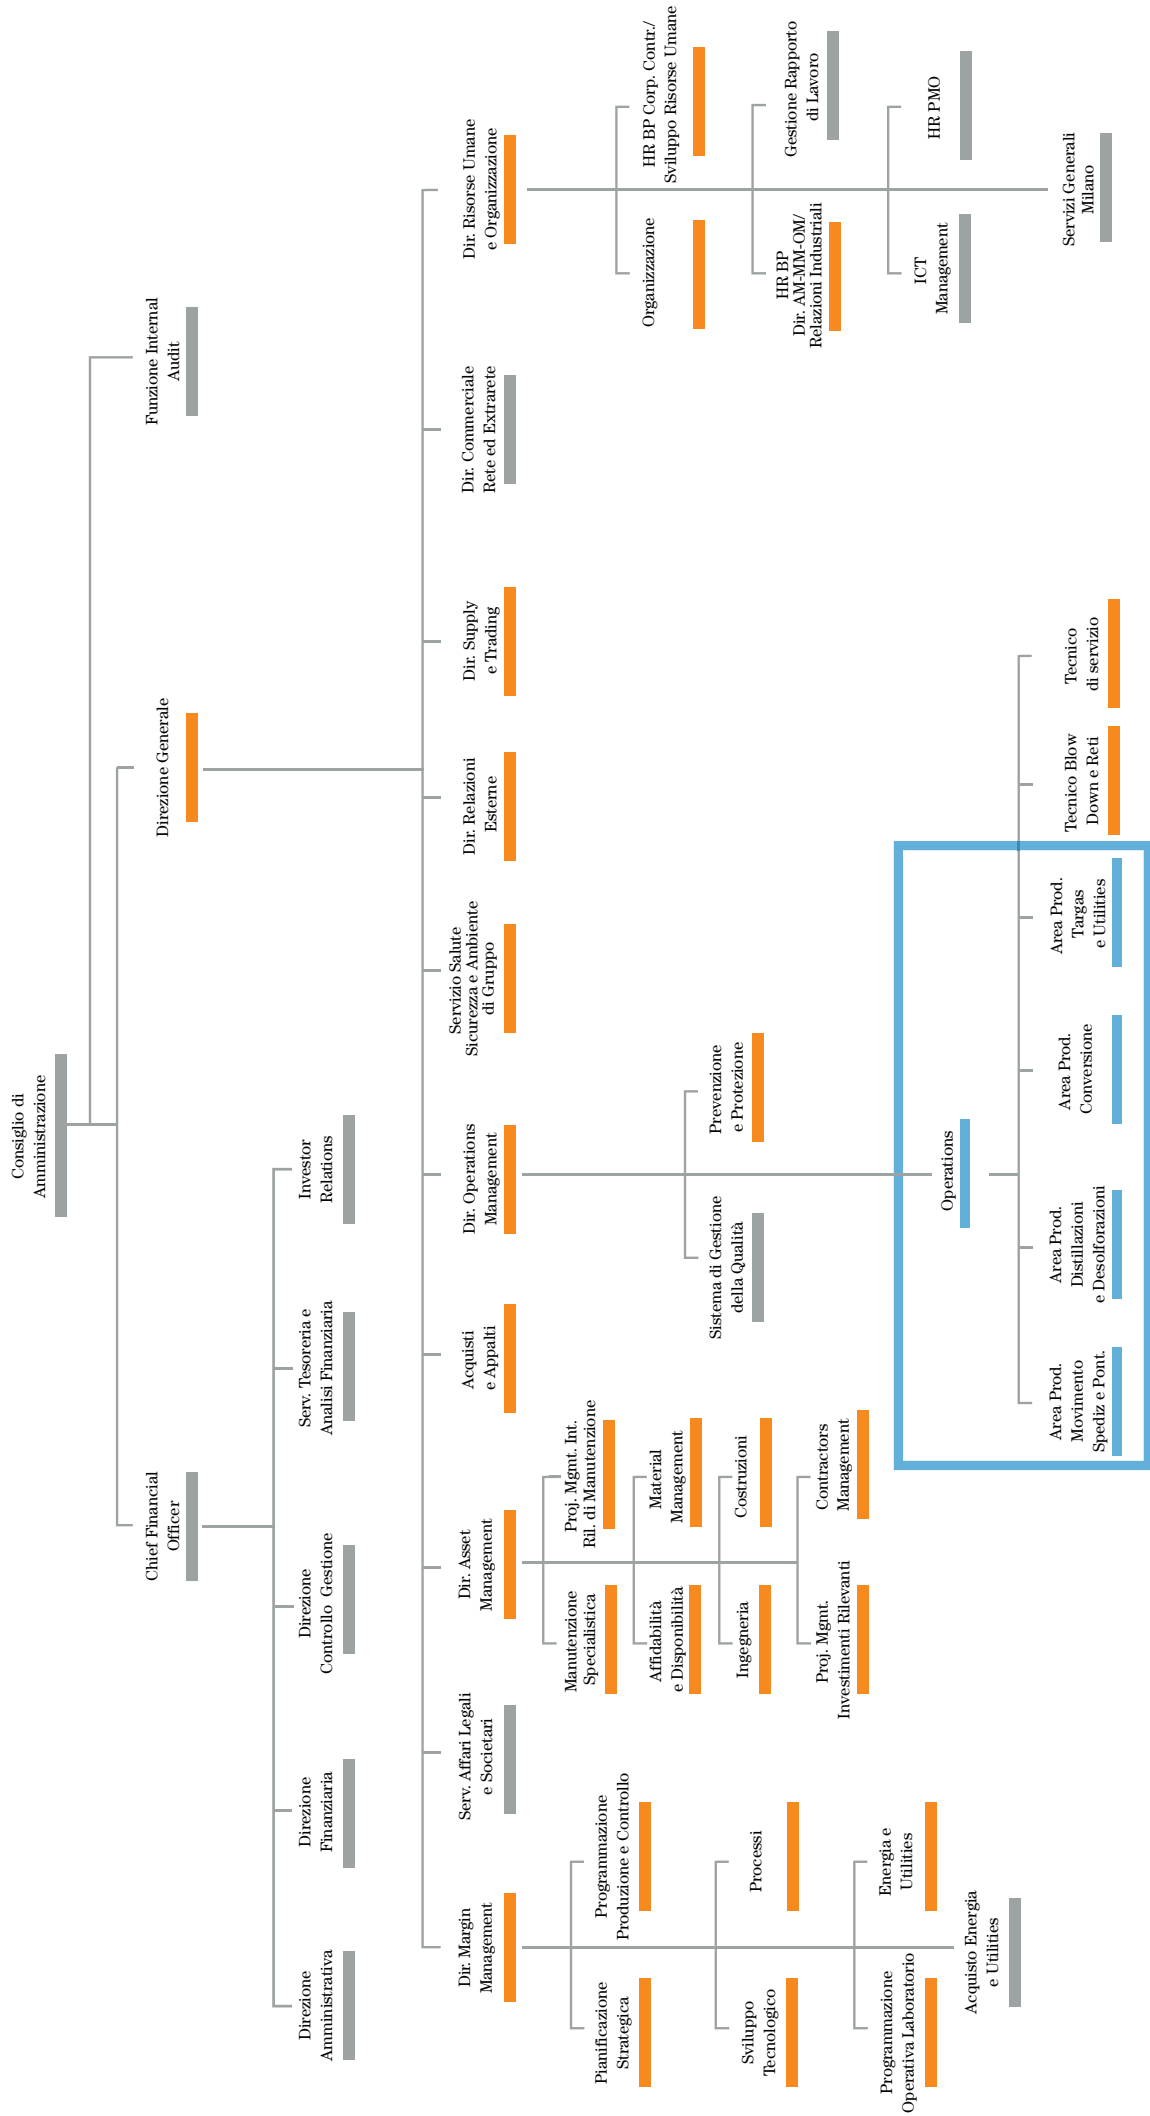 Consiglio di
Amministrazione
Chief Financial
Officer
Direzione Generale
Funzione Internal
Audit
Direzione
Amministrativa
Direzione
Finanziaria
Direzione
Controllo Gestione
Serv. Tesoreria e
Analisi Finanziaria
Investor
Relations
Dir. Margin
Management
Serv. Affari Legali
e Societari
Dir. Asset
Management
Acquisti
e Appalti
Dir. Operations
Management
Servizio Salute
Sicurezza e Ambiente
di Gruppo
Dir. Relazioni
Esterne
Dir. Supply
e Trading
Dir. Commerciale
Rete ed Extrarete
Dir. Risorse Umane
e Organizzazione
Pianificazione
Strategica
Programmazione
Produzione e Controllo
Sviluppo
Tecnologico
Processi
Programmazione
Operativa Laboratorio
Energia e
Utilities
Acquisto Energia
e Utilities
Manutenzione
Specialistica
Proj. Mgmt. Int.
Ril. di Manutenzione
Affidabilità
e Disponibilità
Material
Management
Ingegneria
Costruzioni
Proj. Mgmt.
Investimenti Rilevanti
Contractors
Management
Sistema di Gestione
della Qualità
Prevenzione
e Protezione
Operations
Area Prod.
Movimento
Spediz e Pont.
Area Prod.
Distillazioni
e Desolforazioni
Area Prod.
Conversione
Area Prod.
Targas
e Utilities
Tecnico Blow
Down e Reti
Tecnico
di servizio
Organizzazione
HR BP Corp. Contr./
Sviluppo Risorse Umane
HR BP
Dir. AM-MM-OM/
Relazioni Industriali
Gestione Rapporto
di Lavoro
ICT
Management
HR PMO
Servizi Generali
Milano